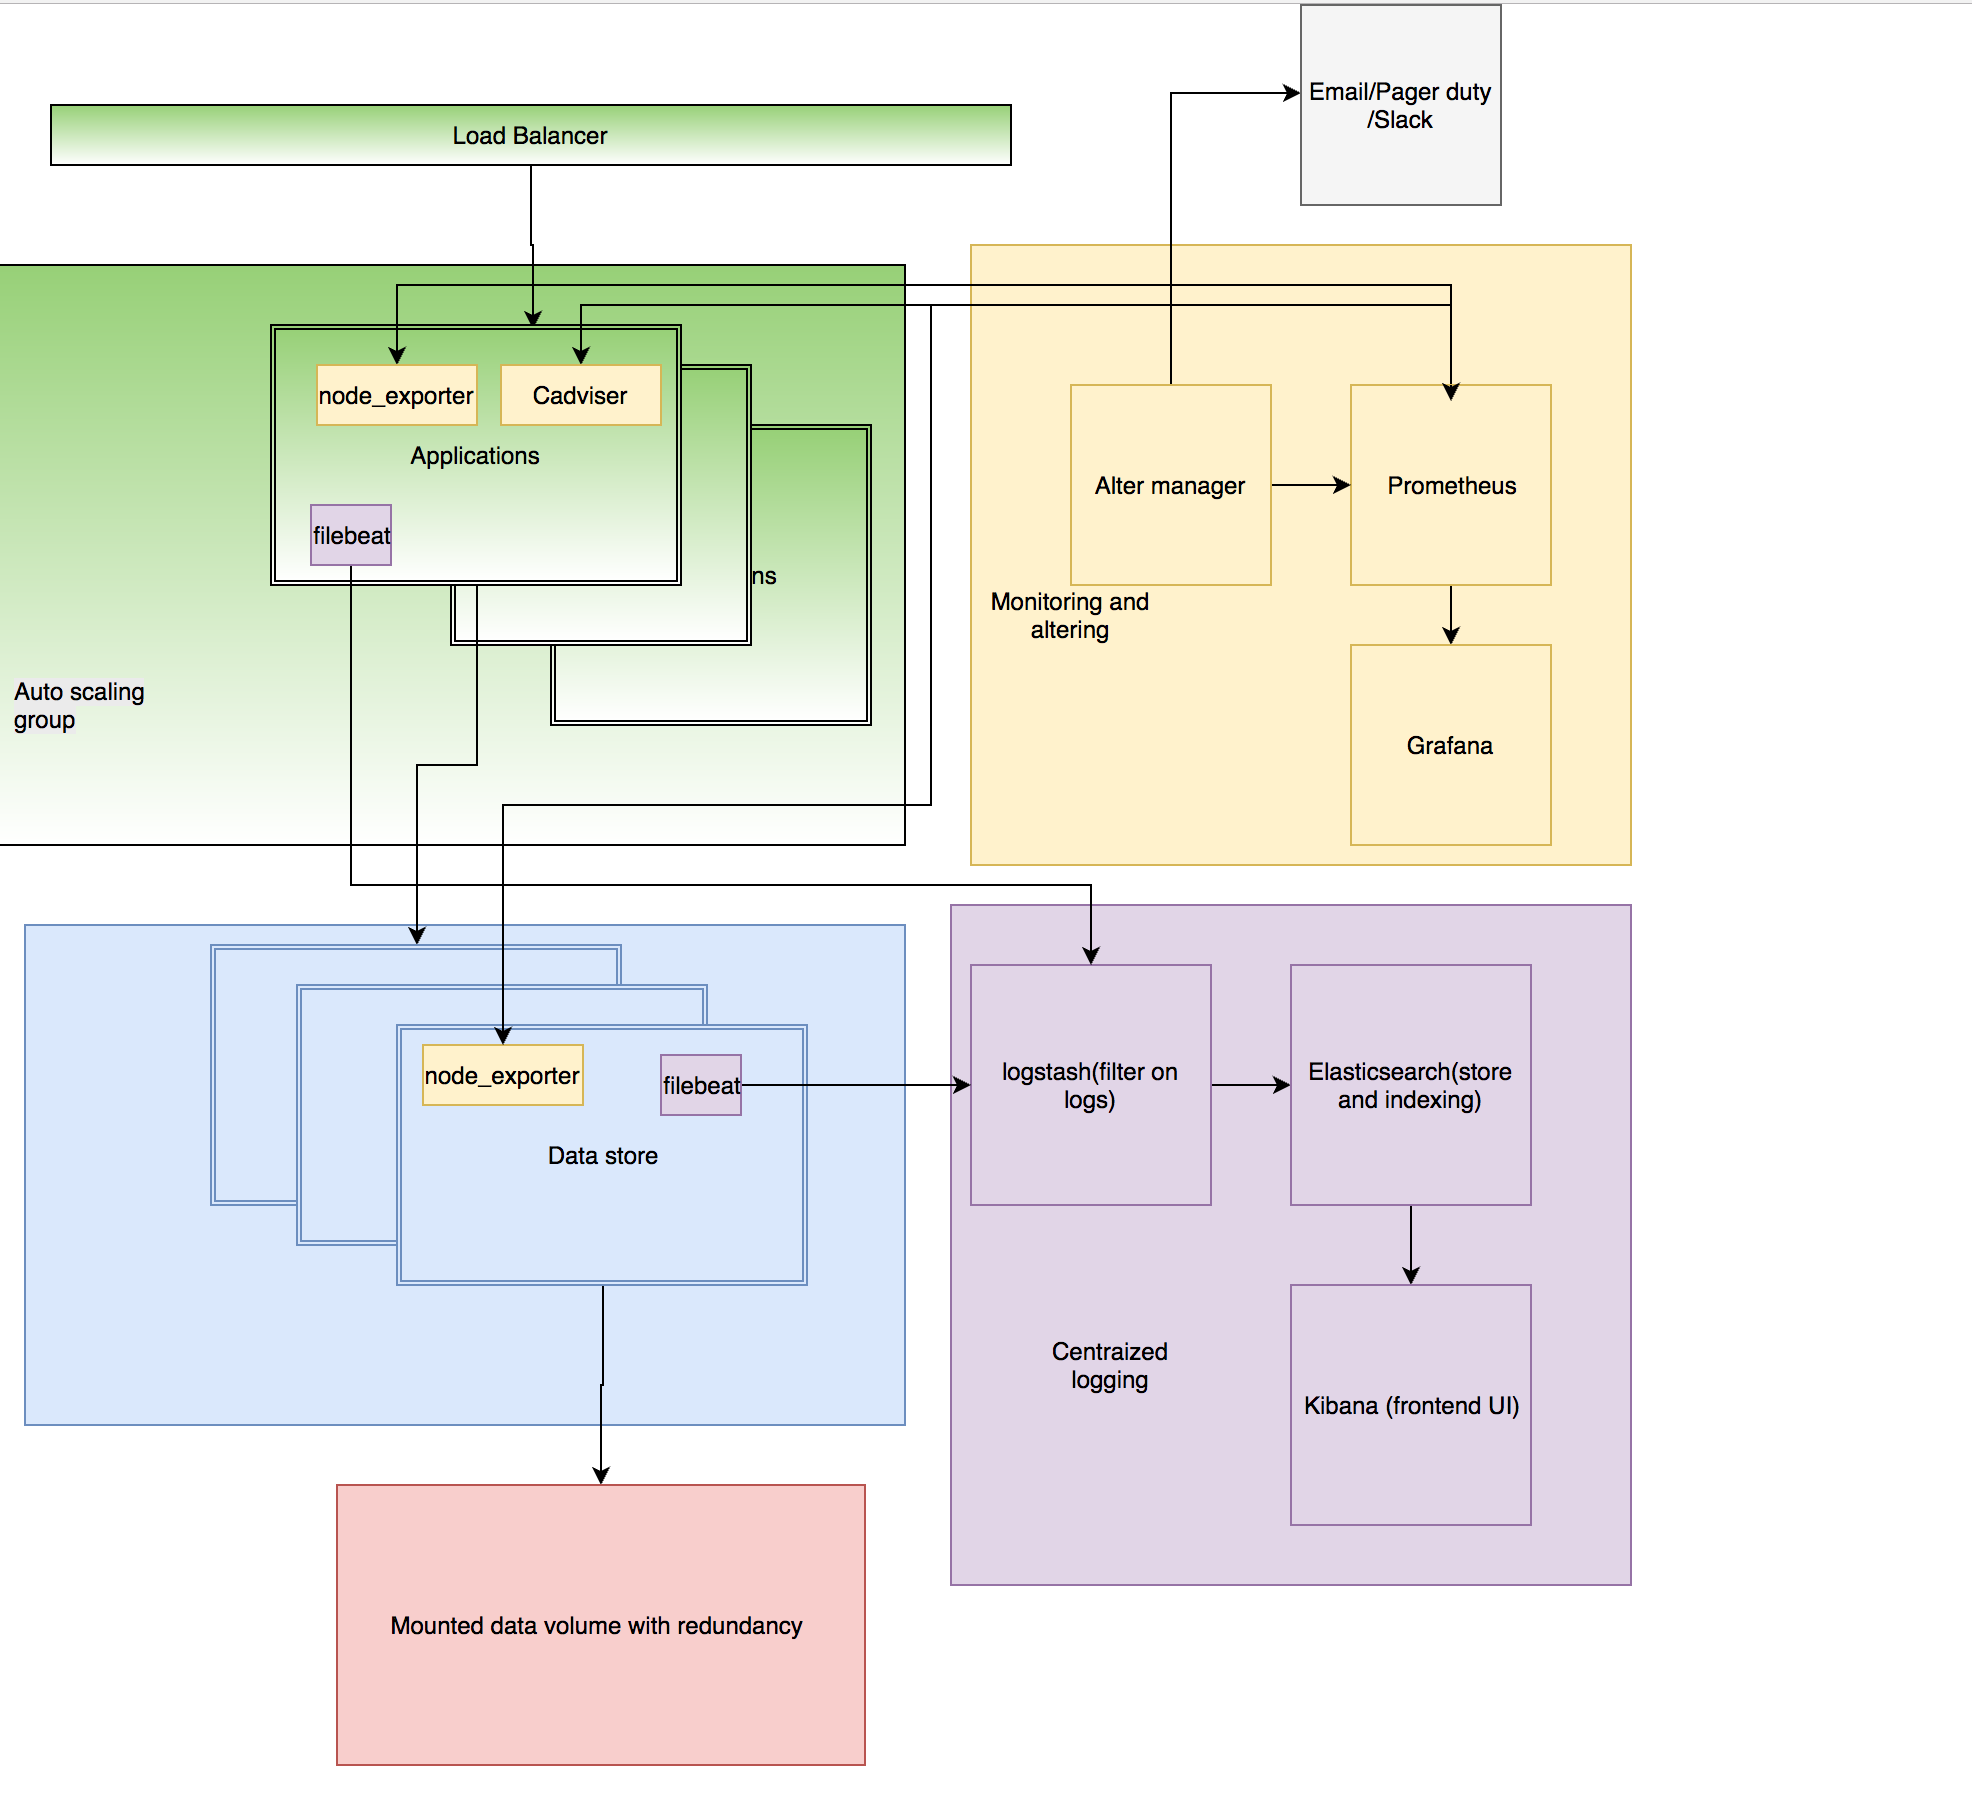 Email/Pager duty
/Slack
Load Balancer
node_exporter
Cadviser
Applications
filebeat
ns
Auto scaling
group
Alter manager
Prometheus
Monitoring and
altering
Grafana
node_exporter
filebeat
Data store
logstash(filter on
logs)
Elasticsearch(store
and indexing)
Centraized
logging
Kibana (frontend UI)
Mounted data volume with redundancy